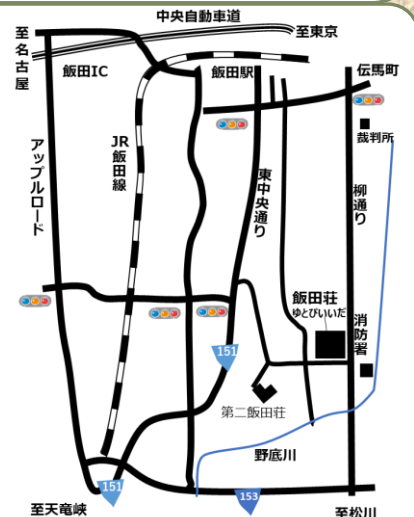 中央自動車道
至名古屋
至東京
飯田IC
飯田駅
伝馬町
裁判所
JR飯田線
アップルロード
東中央通り
柳通り
飯田荘
ゆとぴいいだ
消防署
151
第二飯田荘
野底川
151
153
至天竜峡
至松川